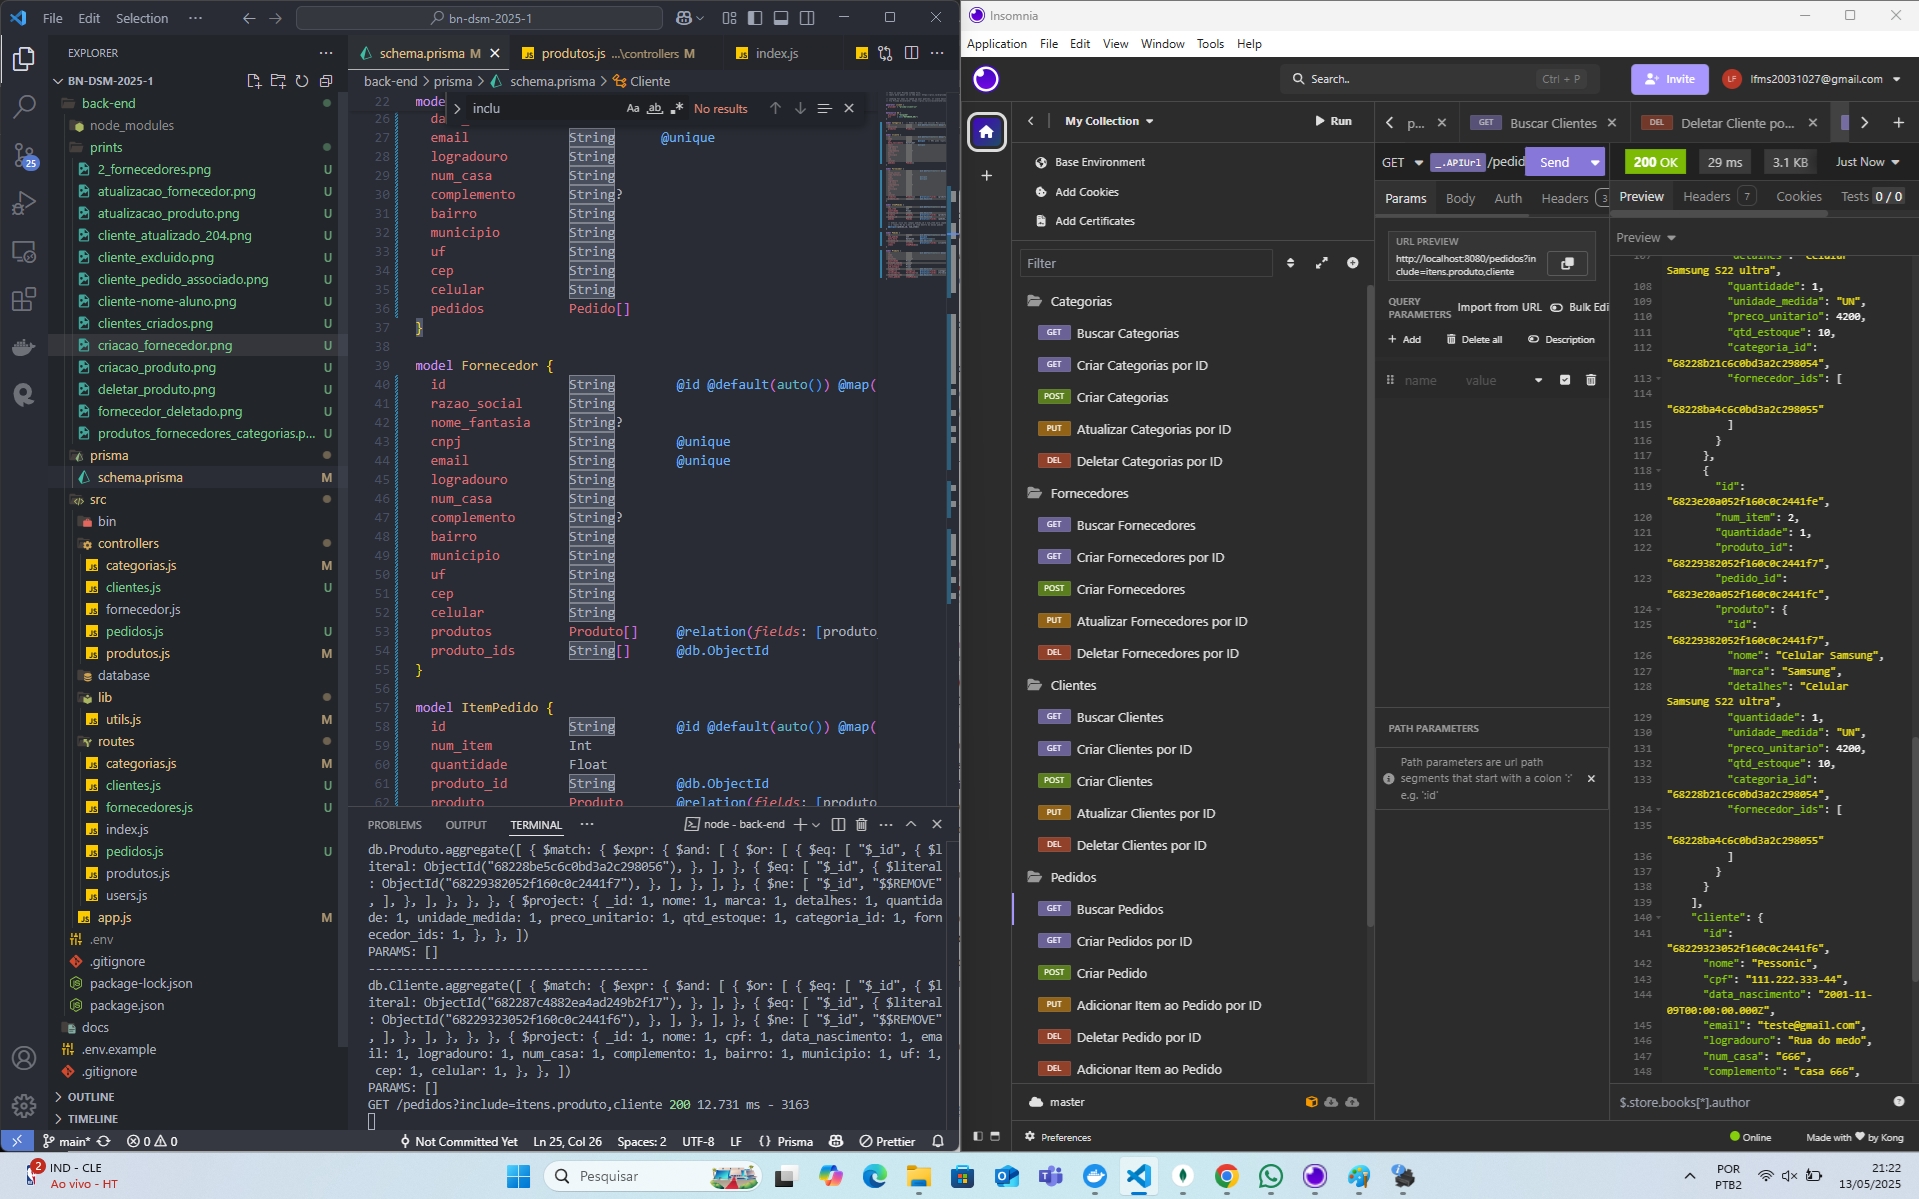 File Edit Selection ··· bn-dsm-2025-1
EXPLORER ···
BN-DSM-2025-1
back-end
node_modules
prints
2_fornecedores.png U
atualizacao_fornecedor.png U
atualizacao_produto.png U
cliente_atualizado_204.png U
cliente_excluido.png U
cliente_pedido_associado.png U
cliente-nome-aluno.png U
clientes_criados.png U
criacao_fornecedor.png U
criacao_produto.png U
deletar_produto.png U
fornecedor_deletado.png U
produtos_fornecedores_categorias.p... U
prisma
schema.prisma M
src
bin
controllers
categorias.js M
clientes.js U
fornecedor.js
pedidos.js U
produtos.js M
database
lib
utils.js M
routes
categorias.js M
clientes.js U
fornecedores.js U
index.js
pedidos.js U
produtos.js
users.js
app.js M
.env
.gitignore
package-lock.json
package.json
docs
.env.example
.gitignore
OUTLINE
TIMELINE
25
schema.prisma M × produtos.js ...\controllers M index.js
back-end > prisma > schema.prisma > Cliente
inclu Aa ab No results
22 mode
26 da
27 email String @unique
28 logradouro String
29 num_casa String
30 complemento String?
31 bairro String
32 municipio String
33 uf String
34 cep String
35 celular String
36 pedidos Pedido[]
37 }
38
39 model Fornecedor {
40 id String @id @default(auto()) @map(
41 razao_social String
42 nome_fantasia String?
43 cnpj String @unique
44 email String @unique
45 logradouro String
46 num_casa String
47 complemento String?
48 bairro String
49 municipio String
50 uf String
51 cep String
52 celular String
53 produtos Produto[] @relation(fields: [produto
54 produto_ids String[] @db.ObjectId
55 }
56
57 model ItemPedido {
58 id String @id @default(auto()) @map(
59 num_item Int
60 quantidade Float
61 produto_id String @db.ObjectId
62 produto Produto @relation(fields: [produto
PROBLEMS OUTPUT TERMINAL ··· node - back-end
db.Produto.aggregate([ { $match: { $expr: { $and: [ { $or: [ { $eq: [ "$_id", { $l
iteral: ObjectId("68228be5c6c0bd3a2c298056"), }, ], }, { $eq: [ "$_id", { $literal
: ObjectId("68229382052f160c0c2441f7"), }, ], }, ], }, { $ne: [ "$_id", "$$REMOVE"
, ], }, ], }, }, }, { $project: { _id: 1, nome: 1, marca: 1, detalhes: 1, quantida
de: 1, unidade_medida: 1, preco_unitario: 1, qtd_estoque: 1, categoria_id: 1, forn
ecedor_ids: 1, }, }, ])
PARAMS: []
----------------------------------------
db.Cliente.aggregate([ { $match: { $expr: { $and: [ { $or: [ { $eq: [ "$_id", { $l
iteral: ObjectId("682287c4882ea4ad249b2f17"), }, ], }, { $eq: [ "$_id", { $literal
: ObjectId("68229323052f160c0c2441f6"), }, ], }, ], }, { $ne: [ "$_id", "$$REMOVE"
, ], }, ], }, }, }, { $project: { _id: 1, nome: 1, cpf: 1, data_nascimento: 1, ema
il: 1, logradouro: 1, num_casa: 1, complemento: 1, bairro: 1, municipio: 1, uf: 1,
cep: 1, celular: 1, }, }, ])
PARAMS: []
GET /pedidos?include=itens.produto,cliente 200 12.731 ms - 3163
main* 0 0 Not Committed Yet Ln 25, Col 26 Spaces: 2 UTF-8 LF {} Prisma Prettier
Insomnia
Application File Edit View Window Tools Help
Search.. Ctrl + P Invite LF lfms20031027@gmail.com
My Collection Run
Base Environment
Add Cookies
Add Certificates
Filter
Categorias
GET Buscar Categorias
GET Criar Categorias por ID
POST Criar Categorias
PUT Atualizar Categorias por ID
DEL Deletar Categorias por ID
Fornecedores
GET Buscar Fornecedores
GET Criar Fornecedores por ID
POST Criar Fornecedores
PUT Atualizar Fornecedores por ID
DEL Deletar Fornecedores por ID
Clientes
GET Buscar Clientes
GET Criar Clientes por ID
POST Criar Clientes
PUT Atualizar Clientes por ID
DEL Deletar Clientes por ID
Pedidos
GET Buscar Pedidos
GET Criar Pedidos por ID
POST Criar Pedido
PUT Adicionar Item ao Pedido por ID
DEL Deletar Pedido por ID
DEL Adicionar Item ao Pedido
master
Preferences
p... × GET Buscar Clientes × DEL Deletar Cliente po... ×
GET _.APIUrl /pedid Send
Params Body Auth Headers 3
URL PREVIEW
http://localhost:8080/pedidos?in
clude=itens.produto,cliente
QUERY PARAMETERS Import from URL Bulk Edi
Add Delete all Description
name value
PATH PARAMETERS
Path parameters are url path
segments that start with a colon ':'
e.g. ':id'
200 OK 29 ms 3.1 KB Just Now
Preview Headers 7 Cookies Tests 0 / 0
Preview
107 "detalhes": "Celular
Samsung S22 ultra",
108 "quantidade": 1,
109 "unidade_medida": "UN",
110 "preco_unitario": 4200,
111 "qtd_estoque": 10,
112 "categoria_id":
"68228b21c6c0bd3a2c298054",
113 "fornecedor_ids": [
114
"68228ba4c6c0bd3a2c298055"
115 ]
116 }
117 },
118 {
119 "id":
"6823e20a052f160c0c2441fe",
120 "num_item": 2,
121 "quantidade": 1,
122 "produto_id":
"68229382052f160c0c2441f7",
123 "pedido_id":
"6823e20a052f160c0c2441fc",
124 "produto": {
125 "id":
"68229382052f160c0c2441f7",
126 "nome": "Celular Samsung",
127 "marca": "Samsung",
128 "detalhes": "Celular
Samsung S22 ultra",
129 "quantidade": 1,
130 "unidade_medida": "UN",
131 "preco_unitario": 4200,
132 "qtd_estoque": 10,
133 "categoria_id":
"68228b21c6c0bd3a2c298054",
134 "fornecedor_ids": [
135
"68228ba4c6c0bd3a2c298055"
136 ]
137 }
138 }
139 ],
140 "cliente": {
141 "id":
"68229323052f160c0c2441f6",
142 "nome": "Pessonic",
143 "cpf": "111.222.333-44",
144 "data_nascimento": "2001-11-
09T00:00:00.000Z",
145 "email": "teste@gmail.com",
146 "logradouro": "Rua do medo",
147 "num_casa": "666",
148 "complemento": "casa 666",
$.store.books[*].author
Online Made with ♥ by Kong
2 IND - CLE
Ao vivo - HT
Pesquisar
POR
PTB2
21:22
13/05/2025